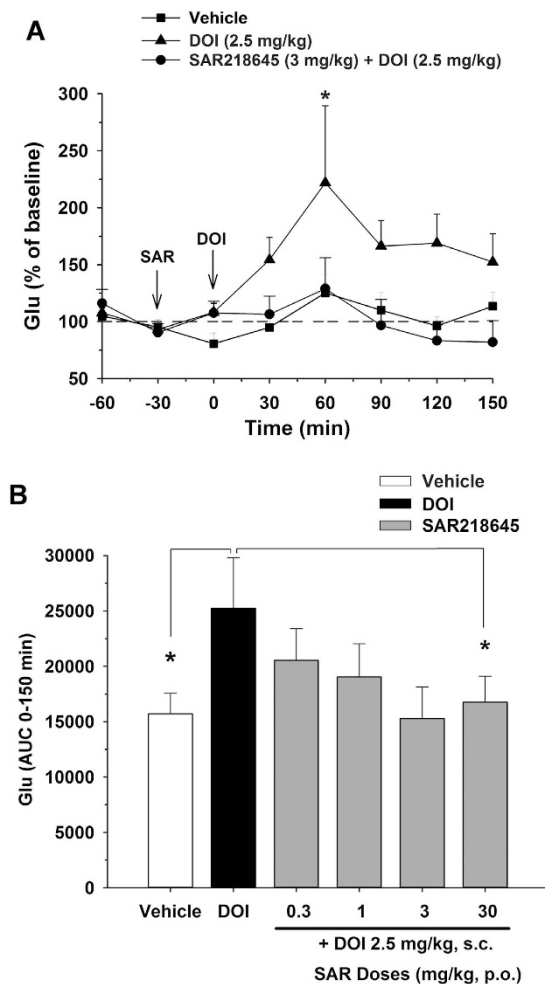 A
Vehicle
DOI (2.5 mg/kg)
SAR218645 (3 mg/kg) + DOI (2.5 mg/kg)
300
250
200
150
100
50
Glu (% of baseline)
*
SAR
DOI
-60 -30 0 30 60 90 120 150
Time (min)
B
Vehicle
DOI
SAR218645
30000
25000
20000
15000
10000
5000
0
Glu (AUC 0-150 min)
*
*
Vehicle DOI 0.3 1 3 30
+ DOI 2.5 mg/kg, s.c.
SAR Doses (mg/kg, p.o.)